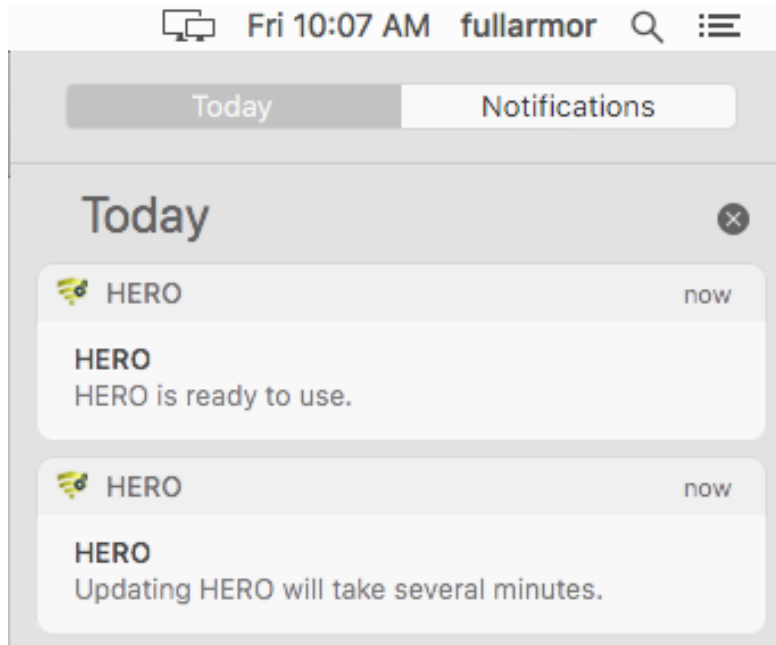 Fri 10:07 AM fullarmor
Today Notifications
Today
HERO now
HERO
HERO is ready to use.
HERO now
HERO
Updating HERO will take several minutes.